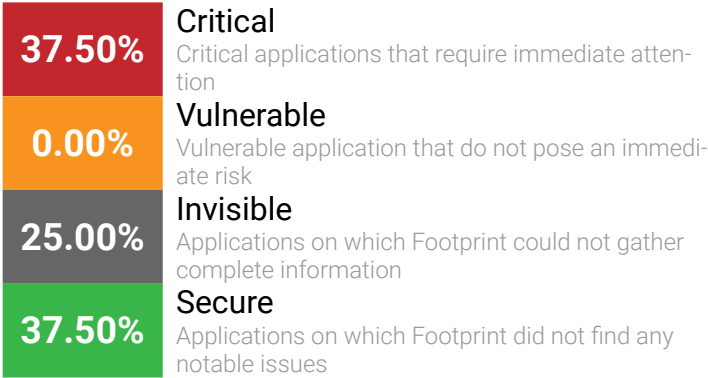 37.50%
Critical
Critical applications that require immediate atten-
tion
0.00%
Vulnerable
Vulnerable application that do not pose an immedi-
ate risk
25.00%
Invisible
Applications on which Footprint could not gather
complete information
37.50%
Secure
Applications on which Footprint did not find any
notable issues